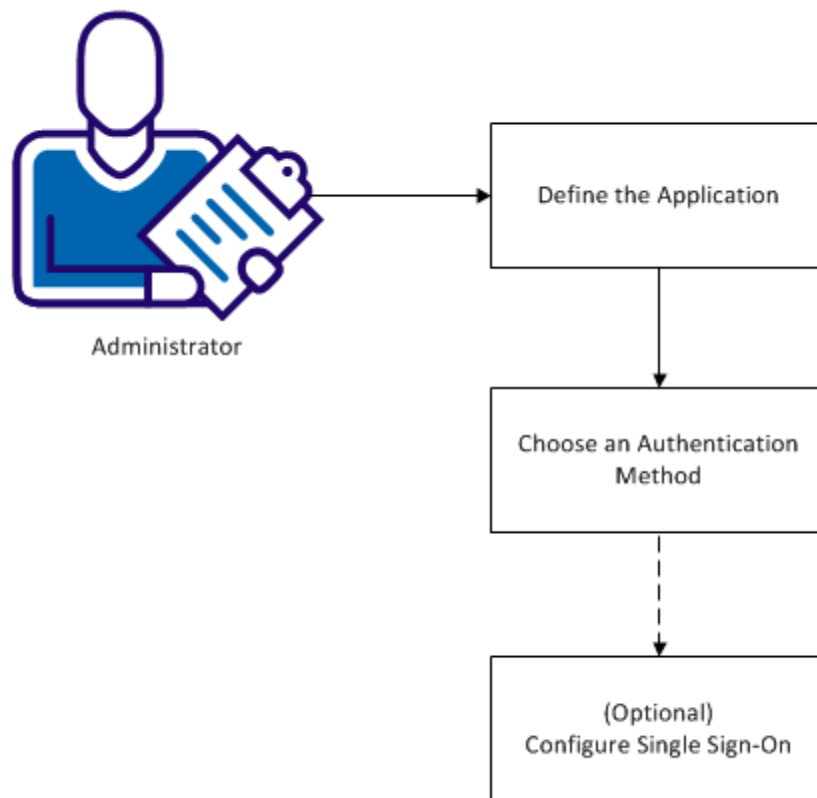 Define the Application
Administrator
Choose an Authentication
Method
(Optional)
Configure Single Sign-On